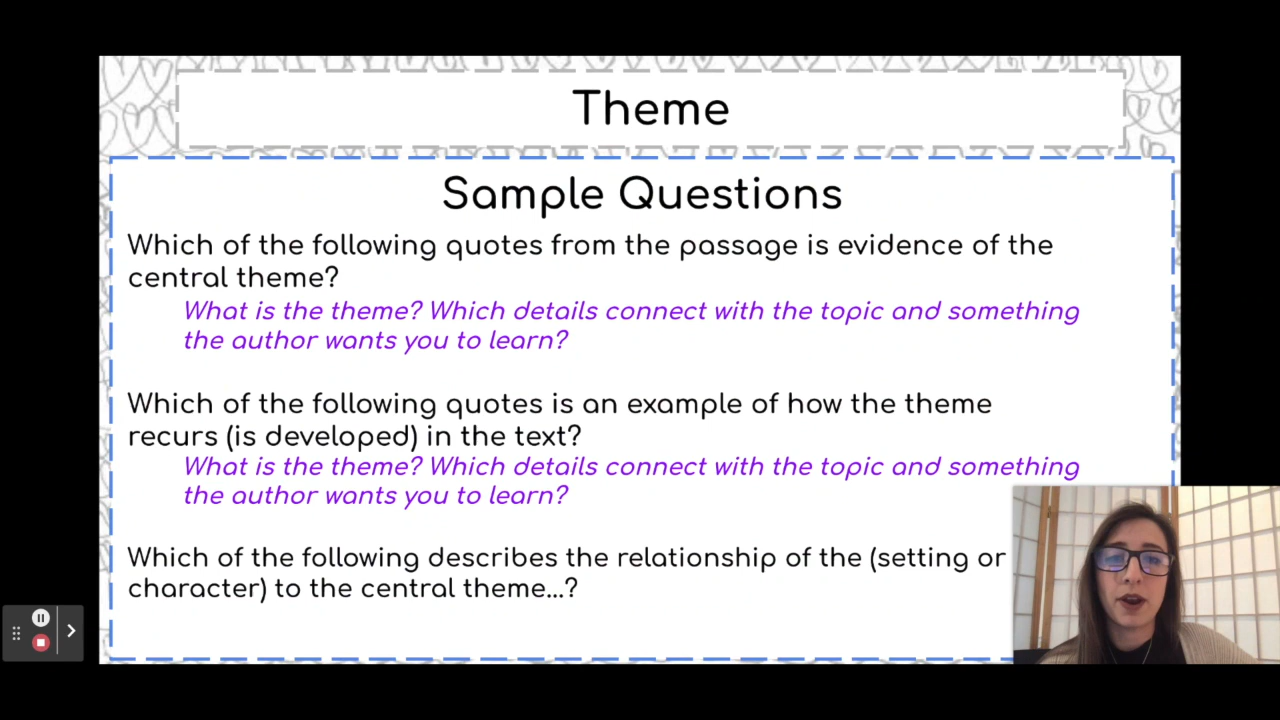 Theme
Sample Questions
Which of the following quotes from the passage is evidence of the
central theme?
What is the theme? Which details connect with the topic and something
the author wants you to learn?
Which of the following quotes is an example of how the theme
recurs (is developed) in the text?
What is the theme? Which details connect with the topic and something
the author wants you to learn?
Which of the following describes the relationship of the (setting or
character) to the central theme...?